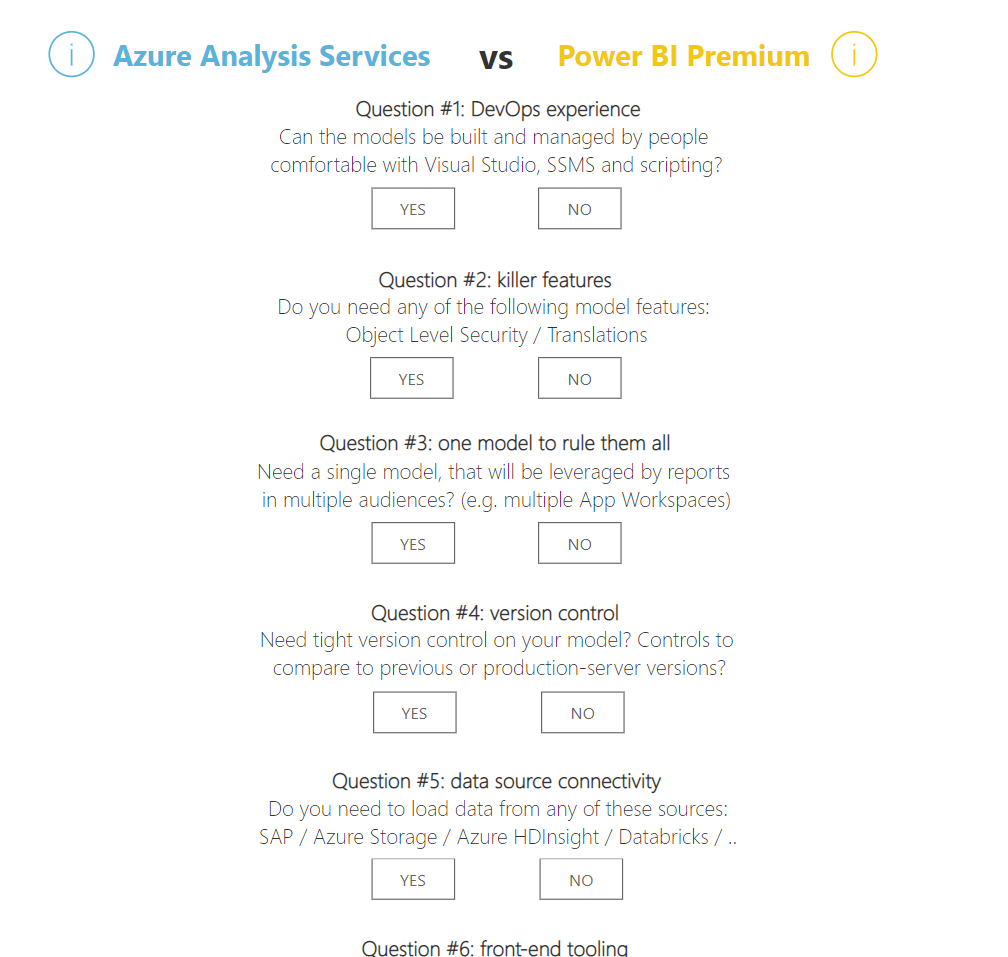 i Azure Analysis Services vs Power BI Premium i
Question #1: DevOps experience
Can the models be built and managed by people
comfortable with Visual Studio, SSMS and scripting?
YES NO
Question #2: killer features
Do you need any of the following model features:
Object Level Security / Translations
YES NO
Question #3: one model to rule them all
Need a single model, that will be leveraged by reports
in multiple audiences? (e.g. multiple App Workspaces)
YES NO
Question #4: version control
Need tight version control on your model? Controls to
compare to previous or production-server versions?
YES NO
Question #5: data source connectivity
Do you need to load data from any of these sources:
SAP / Azure Storage / Azure HDInsight / Databricks / ..
YES NO
Question #6: front-end tooling